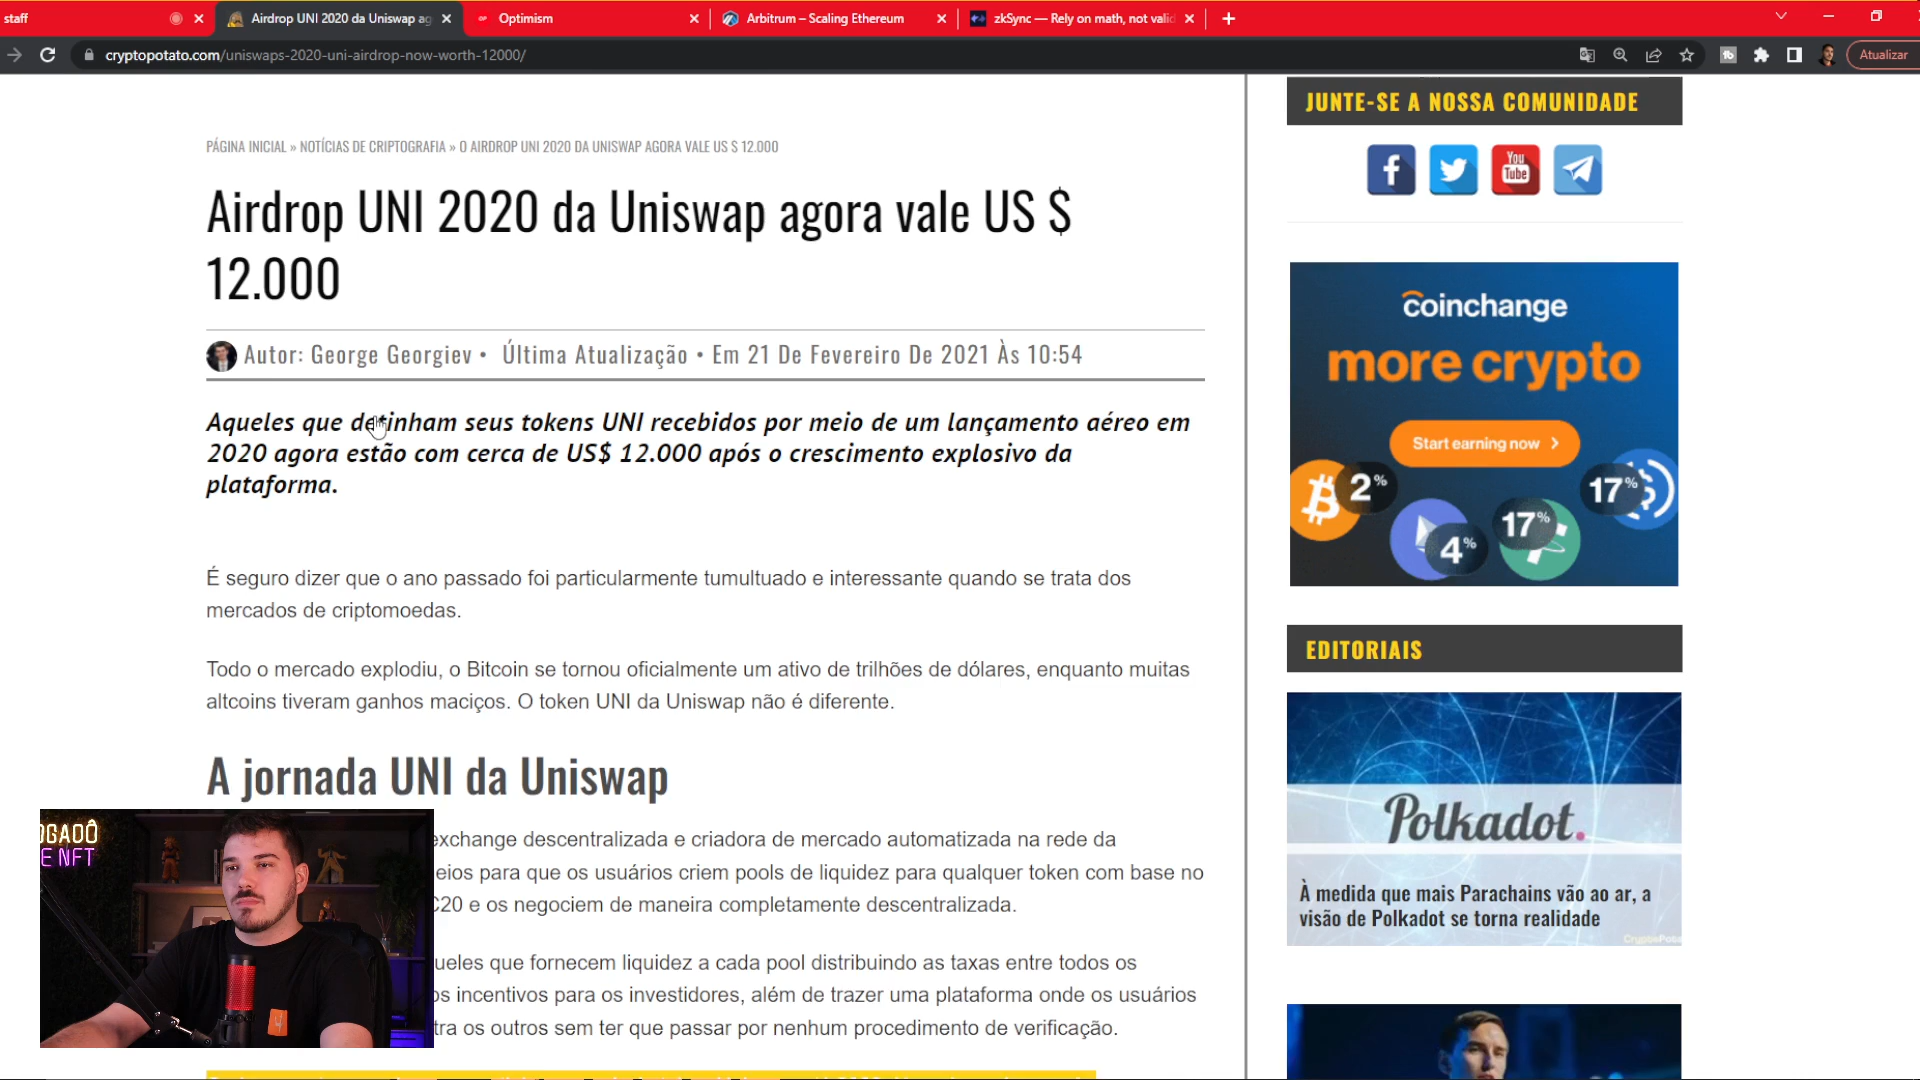 staff
Airdrop UNI 2020 da Uniswap ag
Optimism
Arbitrum – Scaling Ethereum
zkSync — Rely on math, not valid
cryptopotato.com/uniswaps-2020-uni-airdrop-now-worth-12000/
Atualizar
PÁGINA INICIAL » NOTÍCIAS DE CRIPTOGRAFIA » O AIRDROP UNI 2020 DA UNISWAP AGORA VALE US $ 12.000
Airdrop UNI 2020 da Uniswap agora vale US $
12.000
Autor: George Georgiev • Última Atualização • Em 21 De Fevereiro De 2021 Às 10:54
Aqueles que detinham seus tokens UNI recebidos por meio de um lançamento aéreo em
2020 agora estão com cerca de US$ 12.000 após o crescimento explosivo da
plataforma.
É seguro dizer que o ano passado foi particularmente tumultuado e interessante quando se trata dos
mercados de criptomoedas.
Todo o mercado explodiu, o Bitcoin se tornou oficialmente um ativo de trilhões de dólares, enquanto muitas
altcoins tiveram ganhos maciços. O token UNI da Uniswap não é diferente.
A jornada UNI da Uniswap
exchange descentralizada e criadora de mercado automatizada na rede da
eios para que os usuários criem pools de liquidez para qualquer token com base no
C20 e os negociem de maneira completamente descentralizada.
ueles que fornecem liquidez a cada pool distribuindo as taxas entre todos os
os incentivos para os investidores, além de trazer uma plataforma onde os usuários
tra os outros sem ter que passar por nenhum procedimento de verificação.
OGADÔ
E NFT
JUNTE-SE A NOSSA COMUNIDADE
You
Tube
coinchange
more crypto
Start earning now >
2%
4%
17%
17%
EDITORIAIS
Polkadot.
À medida que mais Parachains vão ao ar, a
visão de Polkadot se torna realidade